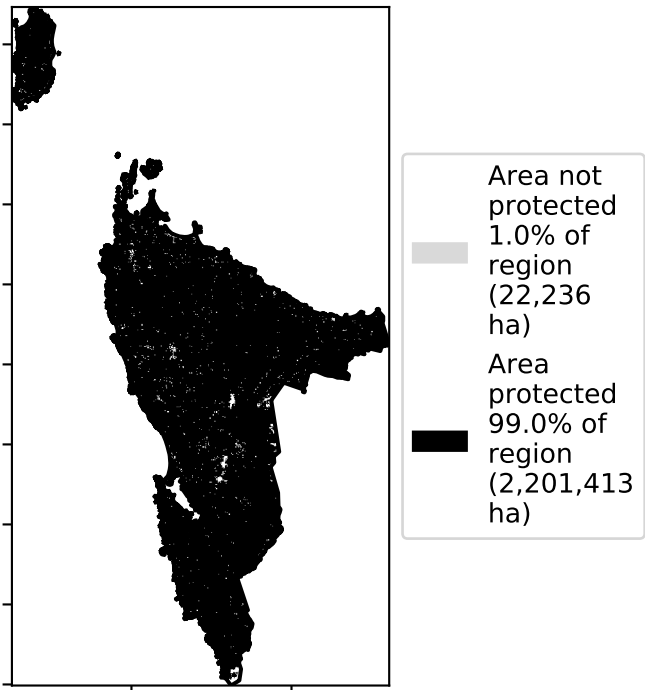 Area not
protected
1.0% of
region
(22,236
ha)
Area
protected
99.0% of
region
(2,201,413
ha)